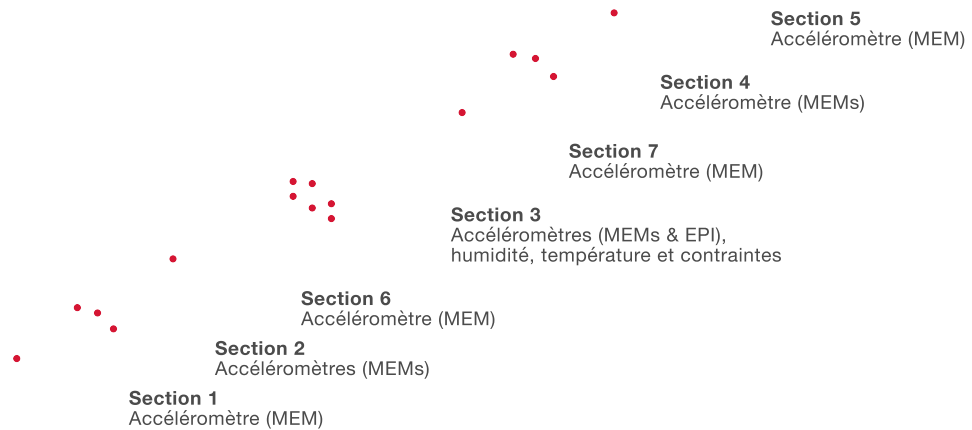 Section 5
Accéléromètre (MEM)
Section 4
Accéléromètre (MEMs)
Section 7
Accéléromètre (MEM)
Section 3
Accéléromètres (MEMs & EPI),
humidité, température et contraintes
Section 6
Accéléromètre (MEM)
Section 2
Accéléromètres (MEMs)
Section 1
Accéléromètre (MEM)